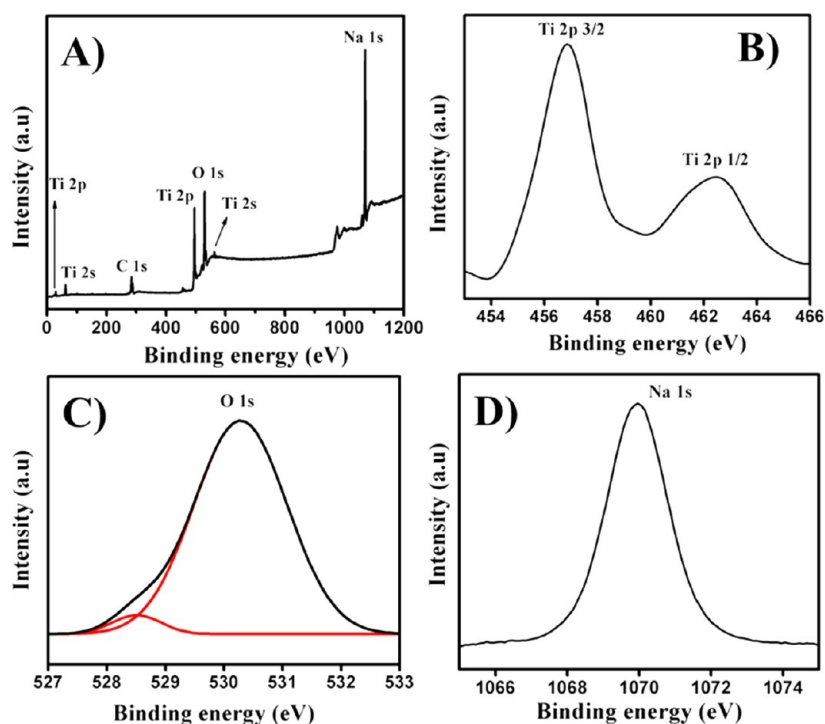 A)
Na 1s
O 1s
Ti 2p
Ti 2p
Ti 2s
Ti 2s
C 1s
Intensity (a.u)
0 200 400 600 800 1000 1200
Binding energy (eV)
Ti 2p 3/2
B)
Ti 2p 1/2
Intensity (a.u)
454 456 458 460 462 464 466
Binding energy (eV)
C)
O 1s
Intensity (a.u)
527 528 529 530 531 532 533
Binding energy (eV)
D)
Na 1s
Intensity (a.u)
1066 1068 1070 1072 1074
Binding energy (eV)